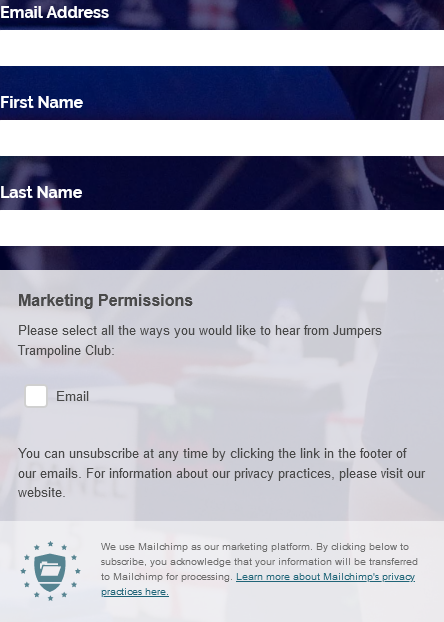 Email Address
First Name
Last Name
Marketing Permissions
Please select all the ways you would like to hear from Jumpers
Trampoline Club:
Email
You can unsubscribe at any time by clicking the link in the footer of
our emails. For information about our privacy practices, please visit our
website.
We use Mailchimp as our marketing platform. By clicking below to
subscribe, you acknowledge that your information will be transferred
to Mailchimp for processing. Learn more about Mailchimp's privacy
practices here.